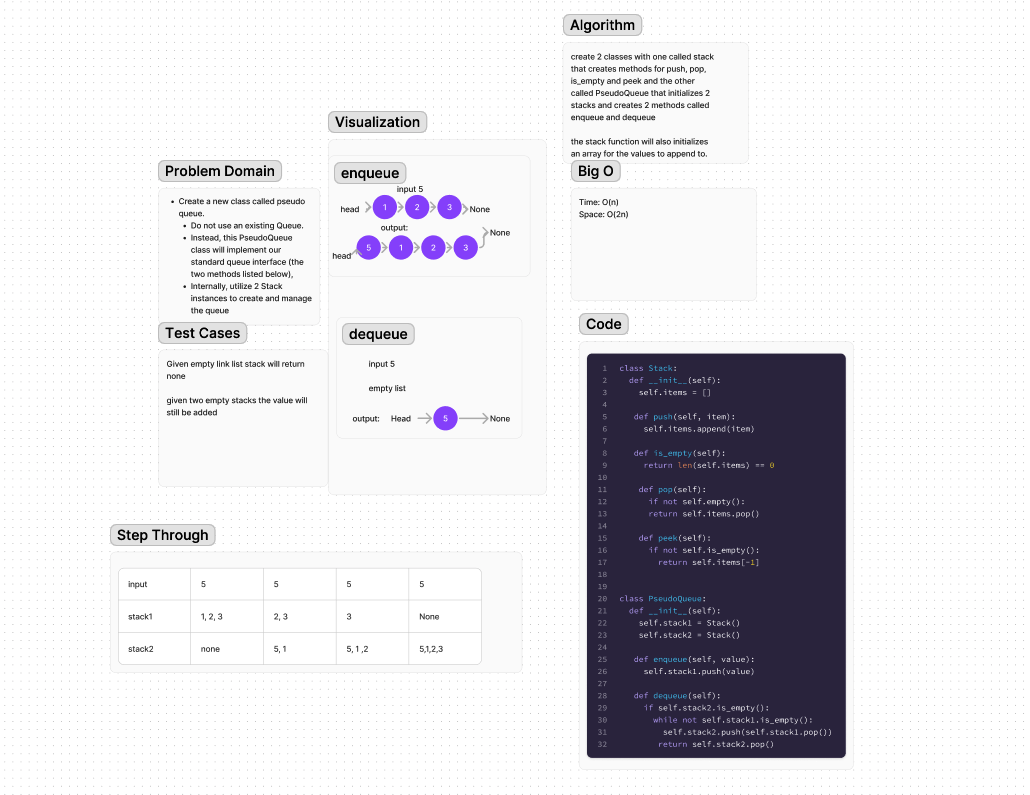 Algorithm
create 2 classes with one called stack
that creates methods for push, pop,
is_empty and peek and the other
called PseudoQueue that initializes 2
stacks and creates 2 methods called
enqueue and dequeue
the stack function will also initializes
an array for the values to append to.
Visualization
enqueue
input 5
head
1
2
3
None
output:
head
5
1
2
3
None
dequeue
input 5
empty list
output:
Head
5
None
Problem Domain
• Create a new class called pseudo
queue.
• Do not use an existing Queue.
• Instead, this PseudoQueue
class will implement our
standard queue interface (the
two methods listed below),
• Internally, utilize 2 Stack
instances to create and manage
the queue
Test Cases
Given empty link list stack will return
none
given two empty stacks the value will
still be added
Big O
Time: O(n)
Space: O(2n)
Code
1 class Stack:
2 def __init__(self):
3 self.items = []
4
5 def push(self, item):
6 self.items.append(item)
7
8 def is_empty(self):
9 return len(self.items) == 0
10
11 def pop(self):
12 if not self.empty():
13 return self.items.pop()
14
15 def peek(self):
16 if not self.is_empty():
17 return self.items[-1]
18
19
20 class PseudoQueue:
21 def __init__(self):
22 self.stack1 = Stack()
23 self.stack2 = Stack()
24
25 def enqueue(self, value):
26 self.stack1.push(value)
27
28 def dequeue(self):
29 if self.stack2.is_empty():
30 while not self.stack1.is_empty():
31 self.stack2.push(self.stack1.pop())
32 return self.stack2.pop()
Step Through
input 5 5 5 5
stack1 1, 2, 3 2, 3 3 None
stack2 none 5, 1 5, 1 ,2 5,1,2,3